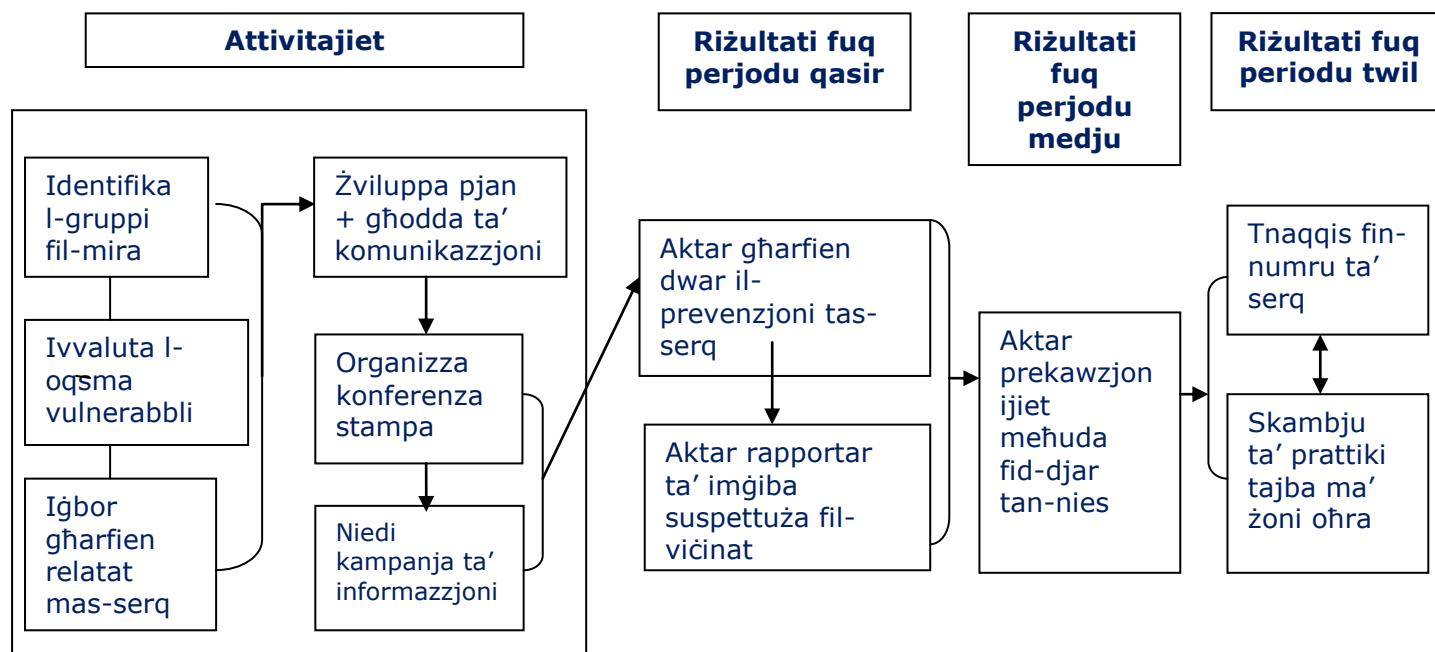 Attivitajiet
Riżultati fuq
perjodu qasir
Riżultati
fuq
perjodu
medju
Riżultati fuq
periodu twil
Identifika
l-gruppi
fil-mira
Ivvaluta l-
oqsma
vulnerabbli
Iġbor
għarfien
relatat
mas-serq
Żviluppa pjan
+ għodda ta’
komunikazzjoni
Organizza
konferenza
stampa
Niedi
kampanja ta’
informazzjoni
Aktar għarfien
dwar il-
prevenzjoni tas-
serq
Aktar rapportar
ta’ imġiba
suspettuża fil-
viċinat
Aktar
prekawzjon
ijiet
meħuda
fid-djar
tan-nies
Tnaqqis fin-
numru ta’
serq
Skambju
ta’ prattiki
tajba ma’
żoni oħra